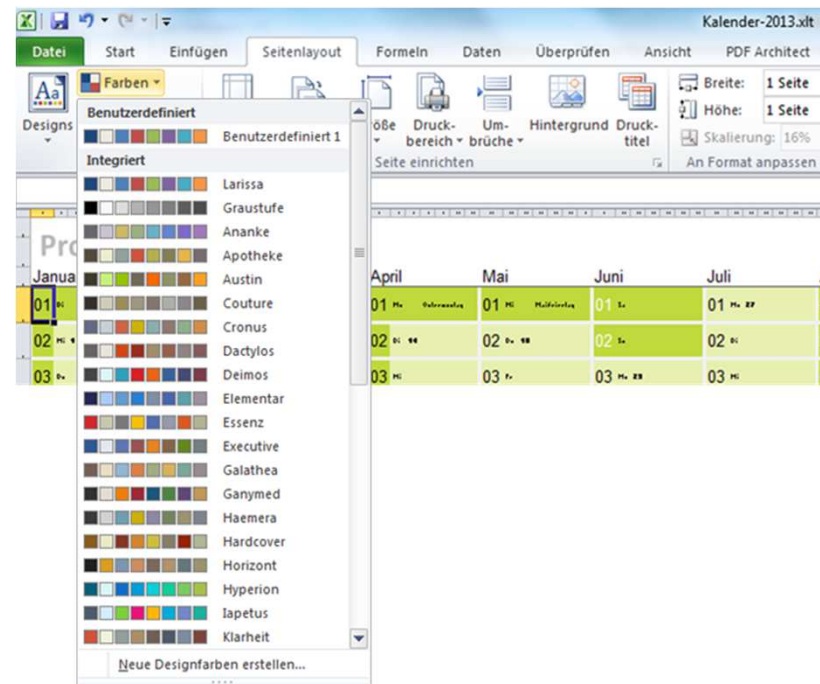 Kalender-2013.xlt
Datei Start Einfügen Seitenlayout Formeln Daten Überprüfen Ansicht PDF Architect
Farben
Breite: 1 Seite
Designs
öße Druck- Um- Hintergrund Druck-
Höhe: 1 Seite
bereich brüche titel
Skalierung: 16%
Seite einrichten
An Format anpassen
Benutzerdefiniert
Benutzerdefiniert 1
Integriert
Larissa
Graustufe
Ananke
Apotheke
Austin
Couture
Cronus
Dactylos
Deimos
Elementar
Essenz
Executive
Galathea
Ganymed
Haemera
Hardcover
Horizont
Hyperion
Iapetus
Klarheit
Neue Designfarben erstellen...
Pro
Janua April Mai Juni Juli
01 01 01 01 01
02 02 02 02 02
03 03 03 03 03